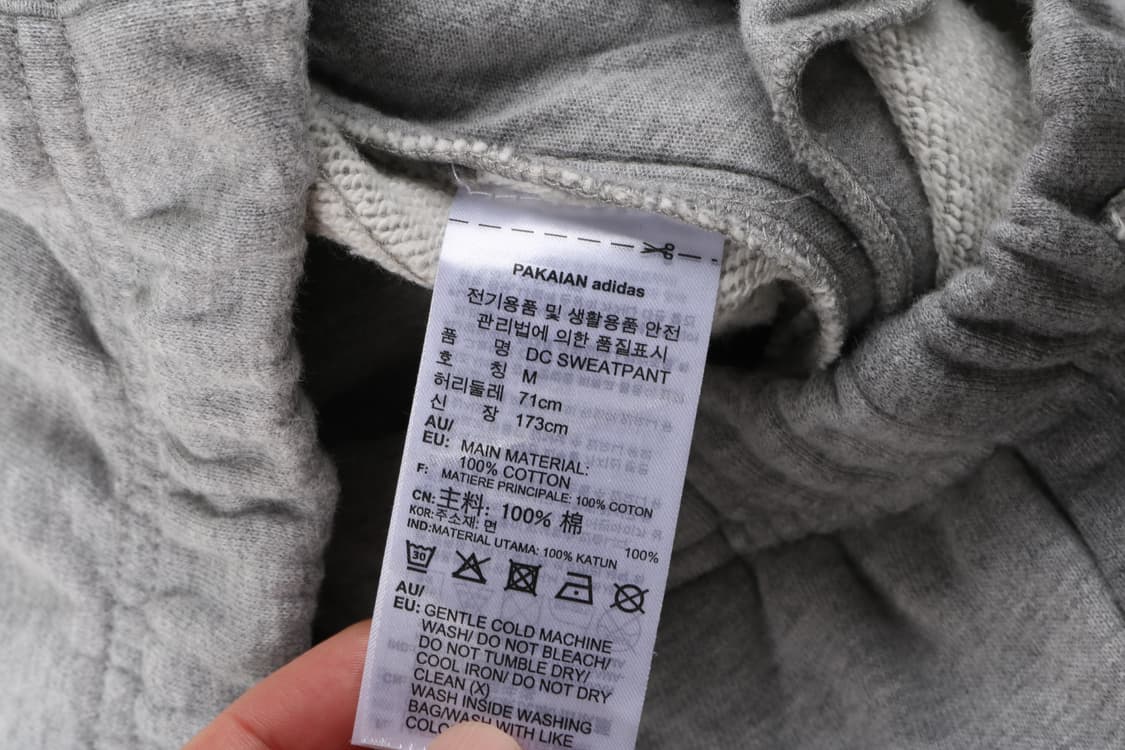 PAKAIAN adidas
전기용품 및 생활용품 안전
관리법에 의한 품질표시
품 명 DC SWEATPANT
호 칭 M
허리둘레 71cm
신 장 173cm
AU/
EU: MAIN MATERIAL:
100% COTTON
F: MATIERE PRINCIPALE: 100% COTON
CN:主料: 100% 棉
KOR:주소재: 면 100%
IND:MATERIAL UTAMA: 100% KATUN
30
AU/
EU: GENTLE COLD MACHINE
WASH/ DO NOT BLEACH/
DO NOT TUMBLE DRY/
COOL IRON/ DO NOT DRY
CLEAN (X)
WASH INSIDE WASHING
BAG/WASH WITH LIKE